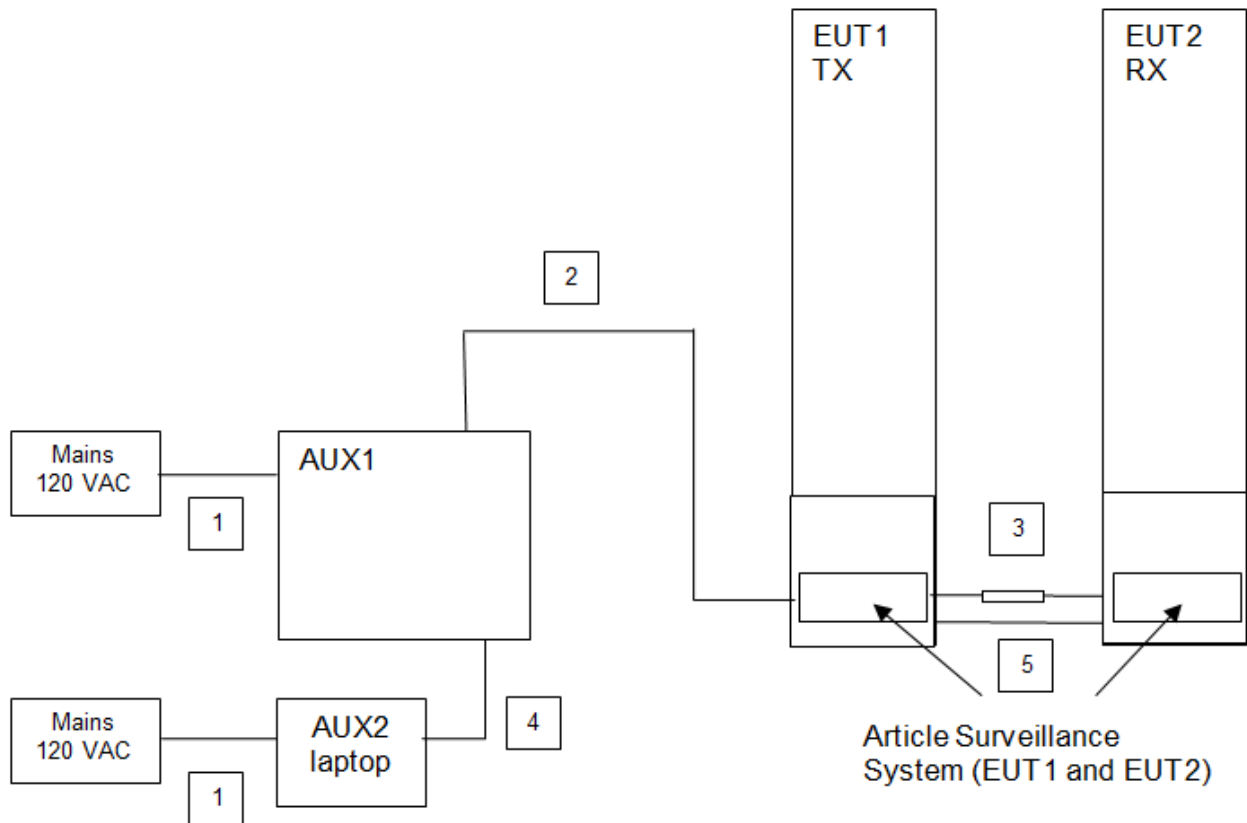 EUT1
TX
EUT2
RX
2
Mains
120 VAC
1
AUX1
3
5
Mains
120 VAC
1
AUX2
laptop
4
Article Surveillance
System (EUT1 and EUT2)